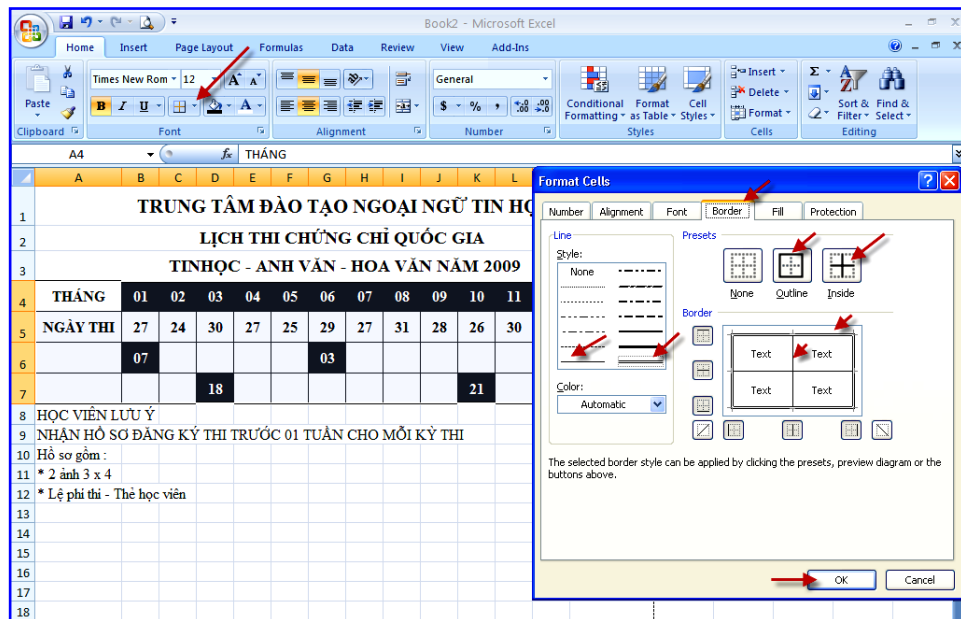 Book2 - Microsoft Excel
Home Insert Page Layout Formulas Data Review View Add-Ins
Paste
Times New Rom 12 A A
B I U A
General
$ % , .00
Conditional Formatting
Format as Table
Cell Styles
Insert
Delete
Format
Σ
Sort & Filter
Find & Select
Clipboard Font Alignment Number Styles Cells Editing
A4 fx THÁNG
A B C D E F G H I J K L
1 TRUNG TÂM ĐÀO TẠO NGOẠI NGỮ TIN
2 LỊCH THI CHỨNG CHỈ QUỐC GIA
3 TINHỌC - ANH VĂN - HOA VĂN NĂM 2009
4 THÁNG 01 02 03 04 05 06 07 08 09 10 11
5 NGÀY THI 27 24 30 27 25 29 27 31 28 26 30
6 07 03
7 18 21
8 HỌC VIÊN LƯU Ý
9 NHẬN HỒ SƠ ĐĂNG KÝ THI TRƯỚC 01 TUẦN CHO MỖI KỲ THI
10 Hồ sơ gồm :
11 * 2 ảnh 3 x 4
12 * Lệ phí thi - Thẻ học viên
13
14
15
16
17
18
Format Cells
Number Alignment Font Border Fill Protection
Line
Style:
None
Color:
Automatic
Presets
None Outline Inside
Border
Text Text
Text Text
The selected border style can be applied by clicking the presets, preview diagram or the
buttons above.
OK Cancel